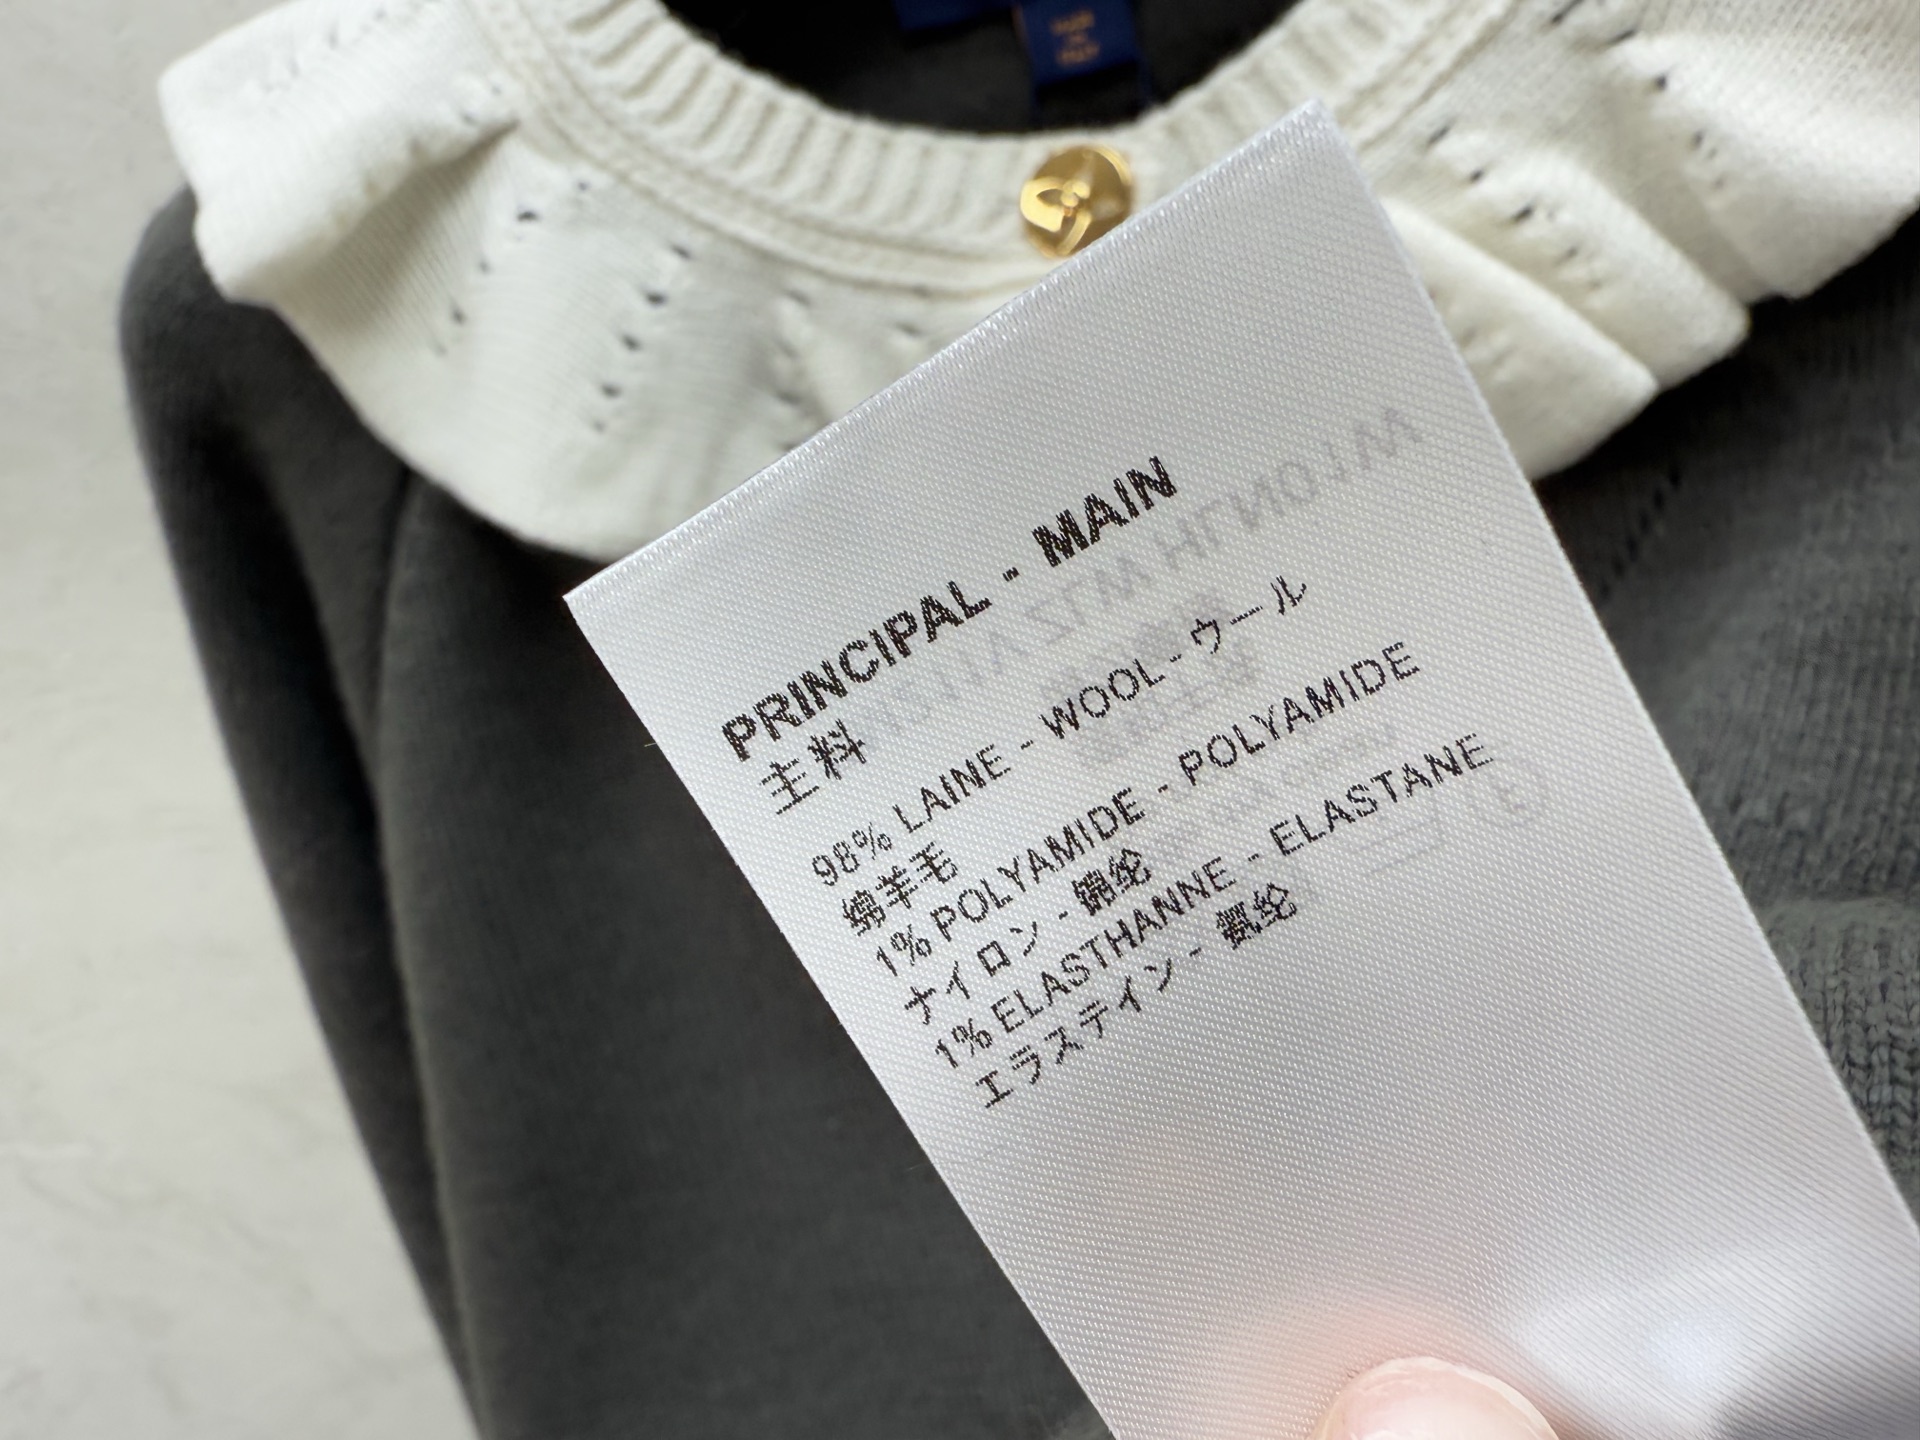 PRINCIPAL - MAIN
主料
98% LAINE - WOOL - ウール
绵羊毛
1% POLYAMIDE - POLYAMIDE
ナイロン - 锦纶
1% ELASTHANNE - ELASTANE
エラスティン - 氨纶